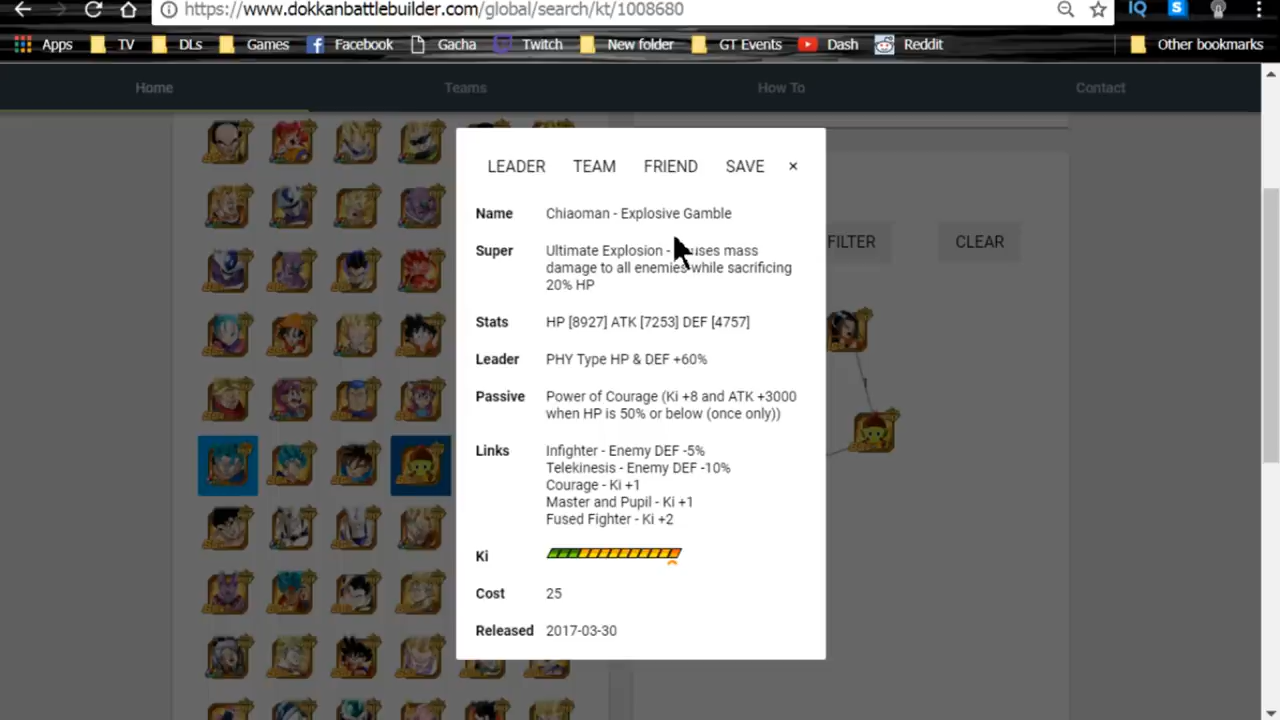 https://www.dokkanbattlebuilder.com/global/search/kt/1008680
IQ S
Apps TV DLs Games Facebook Gacha Twitch New folder GT Events Dash Reddit Other bookmarks
Home Teams How To Contact
LEADER TEAM FRIEND SAVE ×
Name Chiaoman - Explosive Gamble
Super Ultimate Explosion - uses mass
damage to all enemies while sacrificing
20% HP
Stats HP [8927] ATK [7253] DEF [4757]
Leader PHY Type HP & DEF +60%
Passive Power of Courage (Ki +8 and ATK +3000
when HP is 50% or below (once only))
Links Infighter - Enemy DEF -5%
Telekinesis - Enemy DEF -10%
Courage - Ki +1
Master and Pupil - Ki +1
Fused Fighter - Ki +2
Ki
Cost 25
Released 2017-03-30
FILTER CLEAR